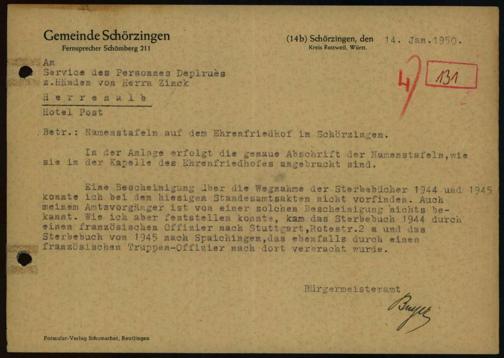 Gemeinde Schörzingen
Fernsprecher Schömberg 211
(14b) Schörzingen, den 14. Jan. 1950.
Kreis Rottweil, Württ.
4) 131
An
Service des Personnes Deplruès
z.Händen von Herrn Zinck
H e r r e n a l b
Hotel Post
Betr.: Namenstafeln auf dem Ehrenfriedhof in Schörzingen.
In der Anlage erfolgt die genaue Abschrift der Namenstafeln,wie
sie in der Kapelle des Ehrenfriedhofes angebracht sind.
Eine Bescheinigung über die Wegnahme der Sterbebücher 1944 und 1945
konnte ich bei den hiesigen Standesamtsakten nicht vorfinden. Auch
meinem Amtsvorgänger ist von einer solchen Bescheinigung nichts be-
kannt. Wie ich aber feststellen konnte, kam das Sterbebuch 1944 durch
einen französischen Offizier nach Stuttgart,Rotestr.2 a und das
Sterbebuch von 1945 nach Spaichingen,das ebenfalls durch einen
französischen Truppen-Offizier nach dort verbracht wurde.
Bürgermeisteramt
Formular-Verlag Schumacher, Reutlingen